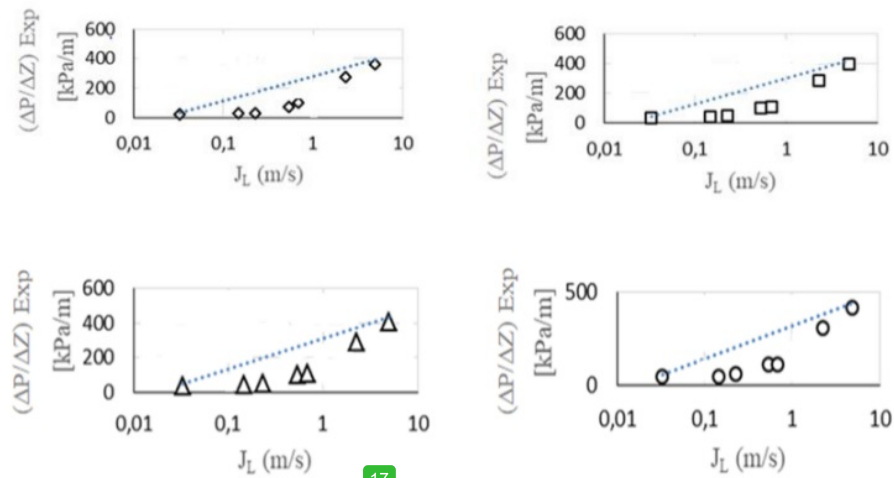 (ΔP/ΔZ) Exp
[kPa/m]
600
400
200
0
0,01
0,1
1
10
J_L (m/s)
(ΔP/ΔZ) Exp
[kPa/m]
600
400
200
0
0,01
0,1
1
10
J_L (m/s)
(ΔP/ΔZ) Exp
[kPa/m]
600
400
200
0
0,01
0,1
1
10
J_L (m/s)
(ΔP/ΔZ) Exp
[kPa/m]
500
0
0,01
0,1
1
10
J_L (m/s)
17